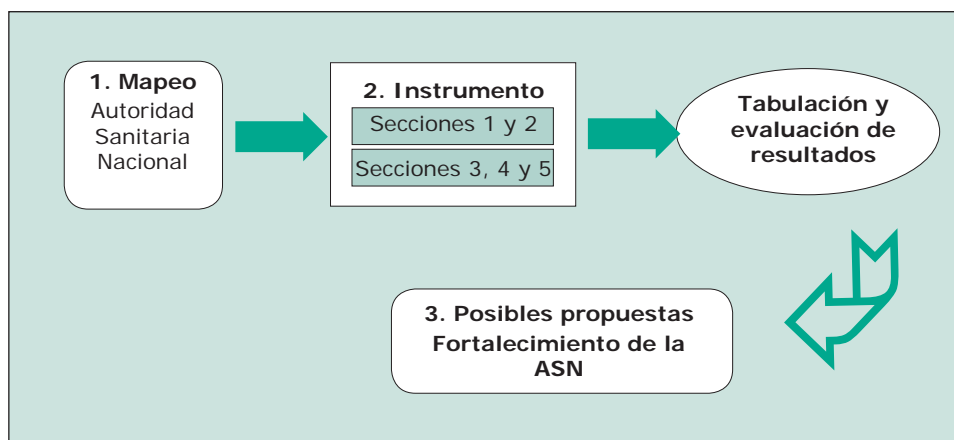 1. Mapeo
Autoridad
Sanitaria
Nacional
2. Instrumento
Secciones 1 y 2
Secciones 3, 4 y 5
Tabulación y
evaluación de
resultados
3. Posibles propuestas
Fortalecimiento de la
ASN